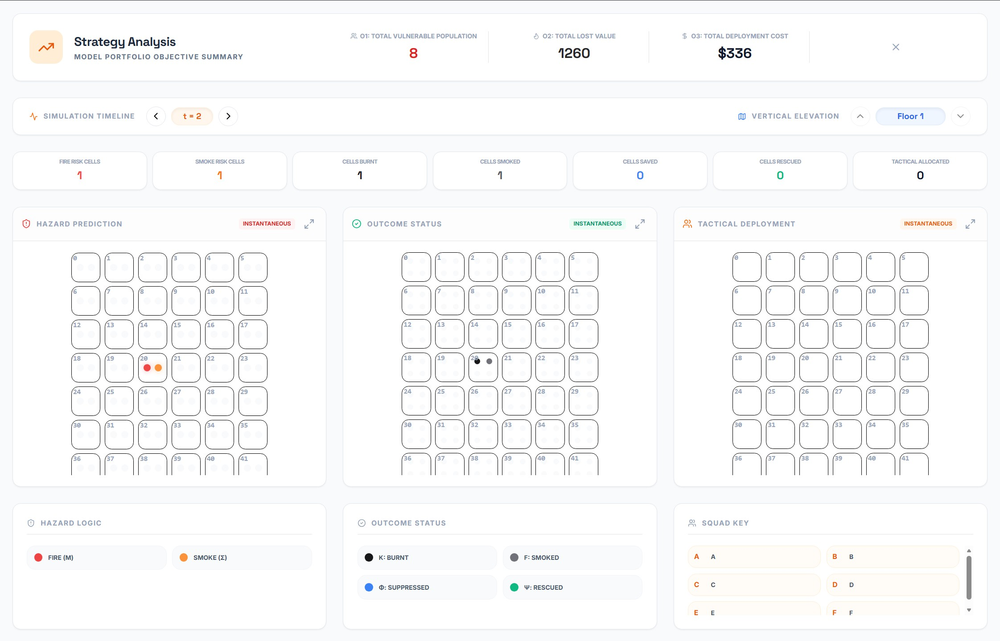 Strategy Analysis
MODEL PORTFOLIO OBJECTIVE SUMMARY
O1: TOTAL VULNERABLE POPULATION
8
O2: TOTAL LOST VALUE
1260
O3: TOTAL DEPLOYMENT COST
$336
SIMULATION TIMELINE
t = 2
VERTICAL ELEVATION
Floor 1
FIRE RISK CELLS
1
SMOKE RISK CELLS
1
CELLS BURNT
1
CELLS SMOKED
1
CELLS SAVED
0
CELLS RESCUED
0
TACTICAL ALLOCATED
0
HAZARD PREDICTION
INSTANTANEOUS
0 1 2 3 4 5
6 7 8 9 10 11
12 13 14 15 16 17
18 19 20 21 22 23
24 25 26 27 28 29
30 31 32 33 34 35
36 37 38 39 40 41
OUTCOME STATUS
INSTANTANEOUS
0 1 2 3 4 5
6 7 8 9 10 11
12 13 14 15 16 17
18 19 20 21 22 23
24 25 26 27 28 29
30 31 32 33 34 35
36 37 38 39 40 41
TACTICAL DEPLOYMENT
INSTANTANEOUS
0 1 2 3 4 5
6 7 8 9 10 11
12 13 14 15 16 17
18 19 20 21 22 23
24 25 26 27 28 29
30 31 32 33 34 35
36 37 38 39 40 41
HAZARD LOGIC
FIRE (M)
SMOKE (Σ)
OUTCOME STATUS
K: BURNT
F: SMOKED
Φ: SUPPRESSED
Ψ: RESCUED
SQUAD KEY
A A
B B
C C
D D
E E
F F